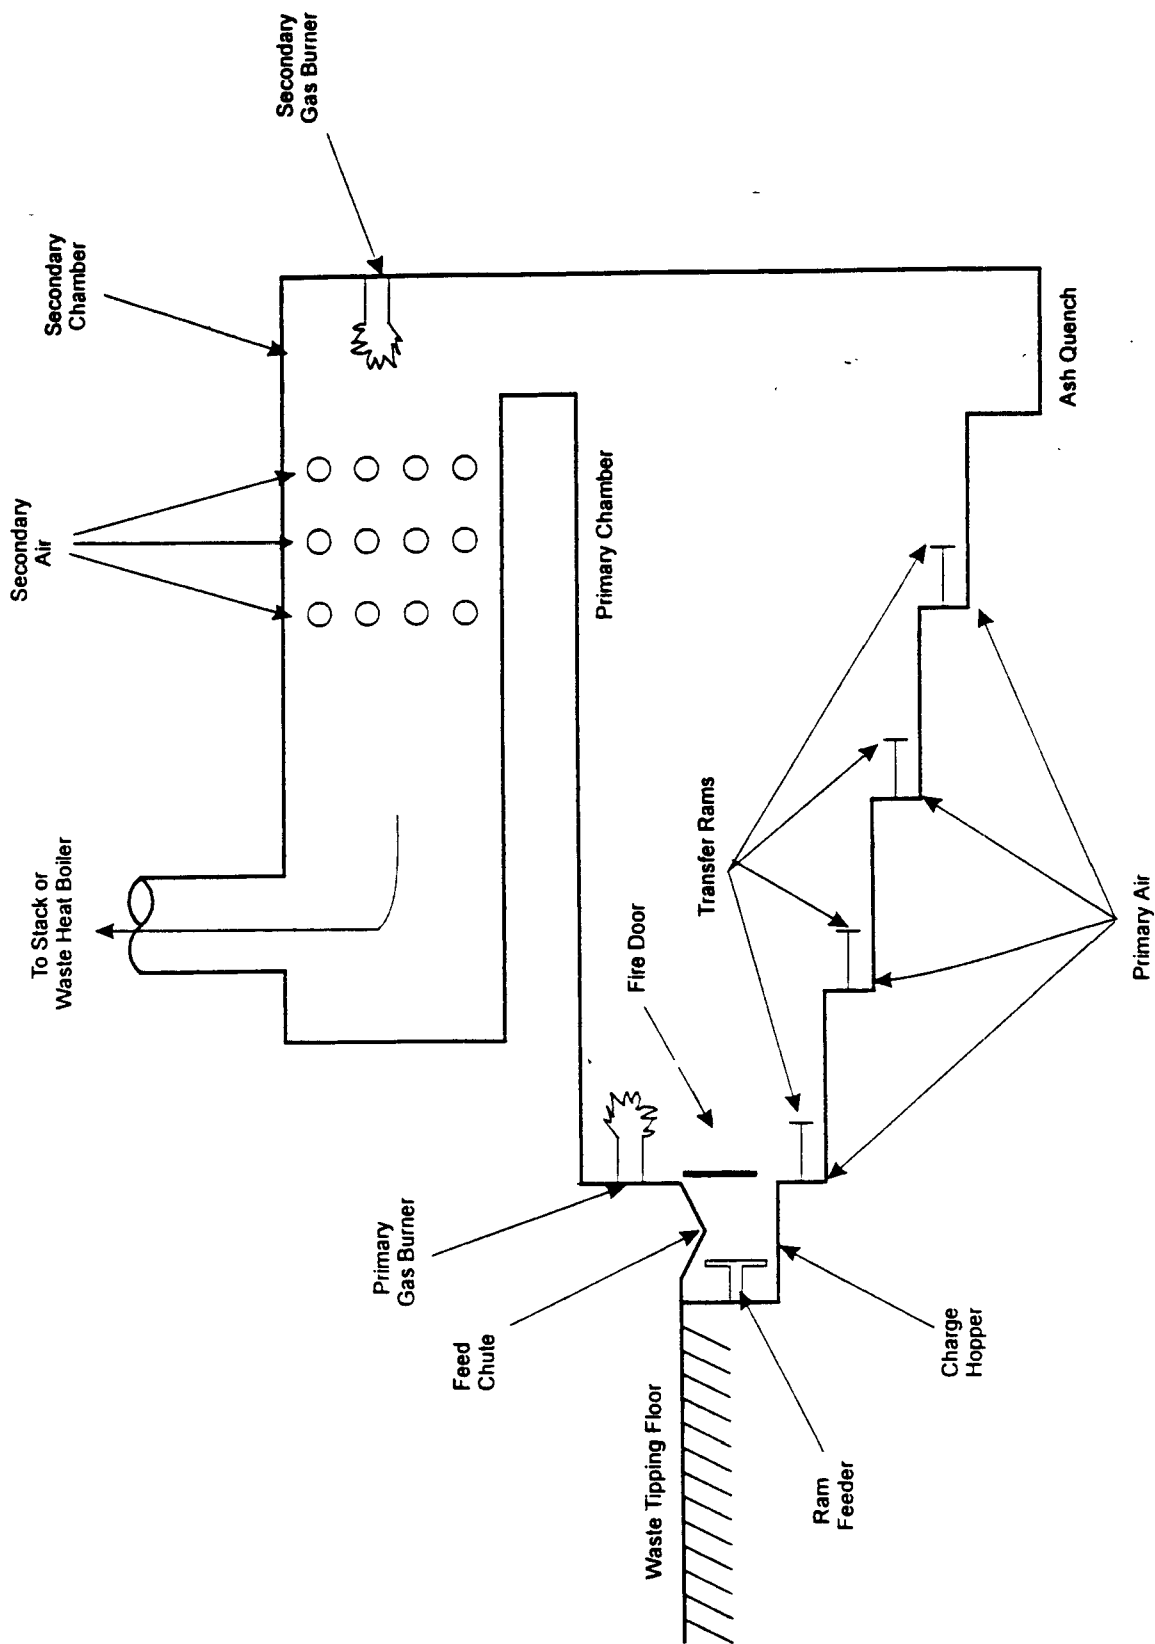 To Stack or
Waste Heat Boiler
Secondary
Air
Secondary
Chamber
Secondary
Gas Burner
Primary
Gas Burner
Feed
Chute
Waste Tipping Floor
Fire Door
Primary Chamber
Transfer Rams
Ram
Feeder
Charge
Hopper
Primary Air
Ash Quench